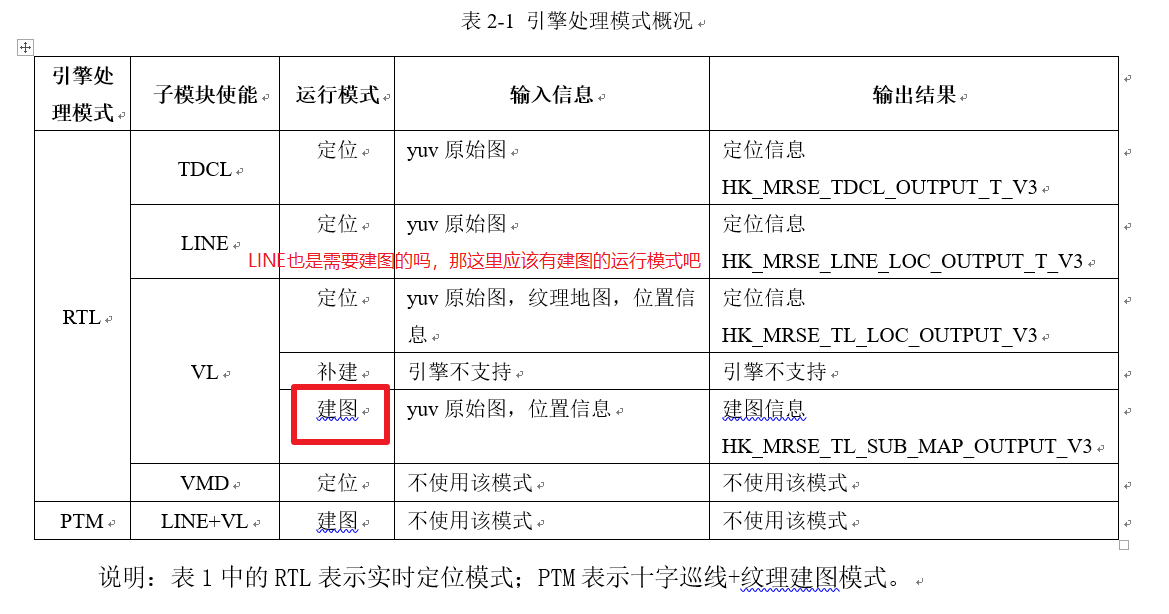 表 2-1 引擎处理模式概况
引擎处
理模式
子模块使能
运行模式
输入信息
输出结果
RTL
TDCL
定位
yuv 原始图
定位信息
HK_MRSE_TDCL_OUTPUT_T_V3
LINE
定位
yuv 原始图
定位信息
HK_MRSE_LINE_LOC_OUTPUT_T_V3
LINE也是需要建图的吗，那这里应该有建图的运行模式吧
VL
定位
yuv 原始图，纹理地图，位置信
息
定位信息
HK_MRSE_TL_LOC_OUTPUT_V3
补建
引擎不支持
引擎不支持
建图
yuv 原始图，位置信息
建图信息
HK_MRSE_TL_SUB_MAP_OUTPUT_V3
VMD
定位
不使用该模式
不使用该模式
PTM
LINE+VL
建图
不使用该模式
不使用该模式
说明：表 1 中的 RTL 表示实时定位模式；PTM 表示十字巡线+纹理建图模式。